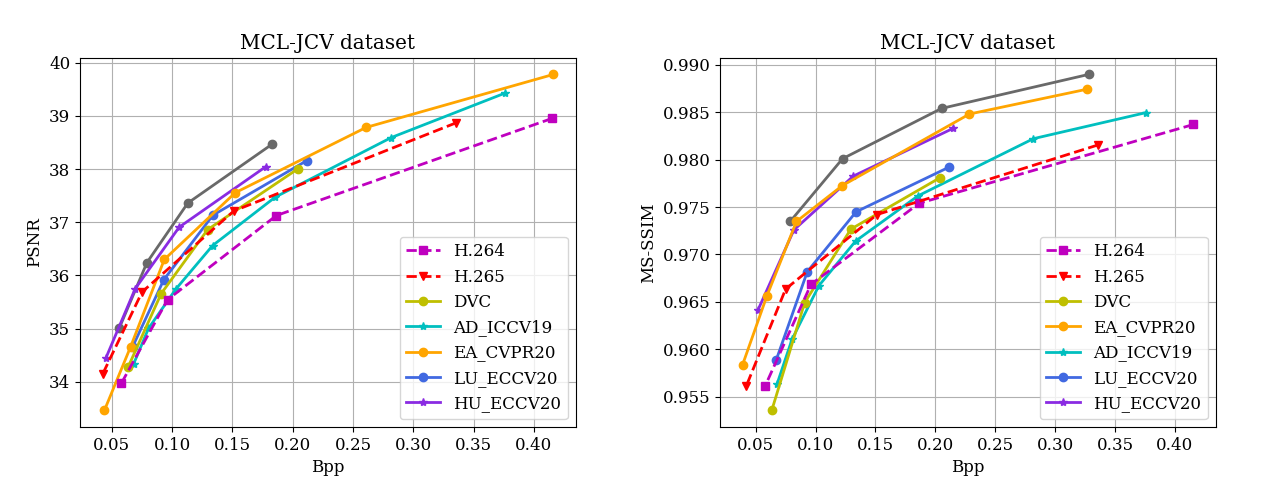 MCL-JCV dataset
40
39
38
37
36
35
34
PSNR
0.05 0.10 0.15 0.20 0.25 0.30 0.35 0.40
Bpp
H.264
H.265
DVC
AD_ICCV19
EA_CVPR20
LU_ECCV20
HU_ECCV20
MCL-JCV dataset
0.990
0.985
0.980
0.975
0.970
0.965
0.960
0.955
MS-SSIM
0.05 0.10 0.15 0.20 0.25 0.30 0.35 0.40
Bpp
H.264
H.265
DVC
EA_CVPR20
AD_ICCV19
LU_ECCV20
HU_ECCV20